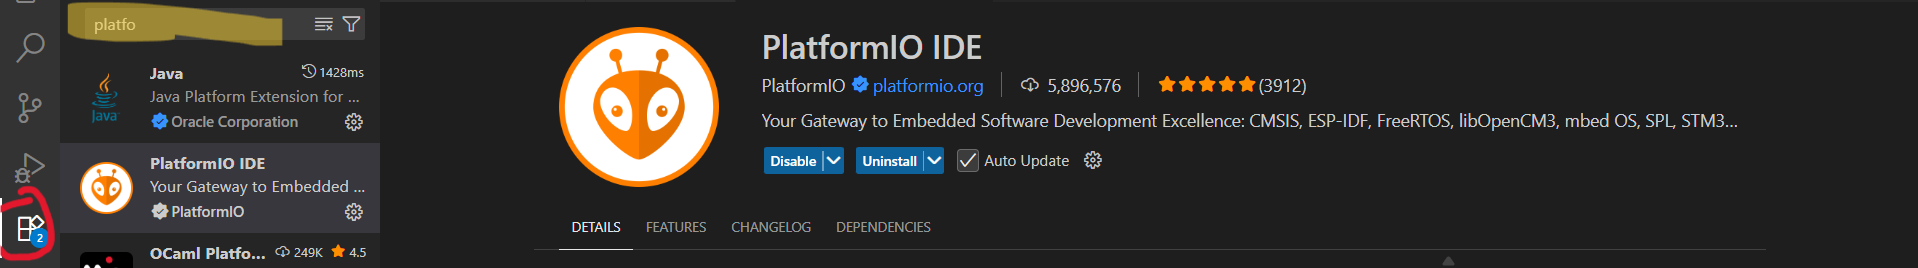 platfo
Java 1428ms
Java Platform Extension for ...
Oracle Corporation
PlatformIO IDE
Your Gateway to Embedded ...
PlatformIO
2
OCaml Platfo... 249K 4.5
PlatformIO IDE
PlatformIO platformio.org 5,896,576 (3912)
Your Gateway to Embedded Software Development Excellence: CMSIS, ESP-IDF, FreeRTOS, libOpenCM3, mbed OS, SPL, STM3...
Disable Uninstall Auto Update
DETAILS FEATURES CHANGELOG DEPENDENCIES